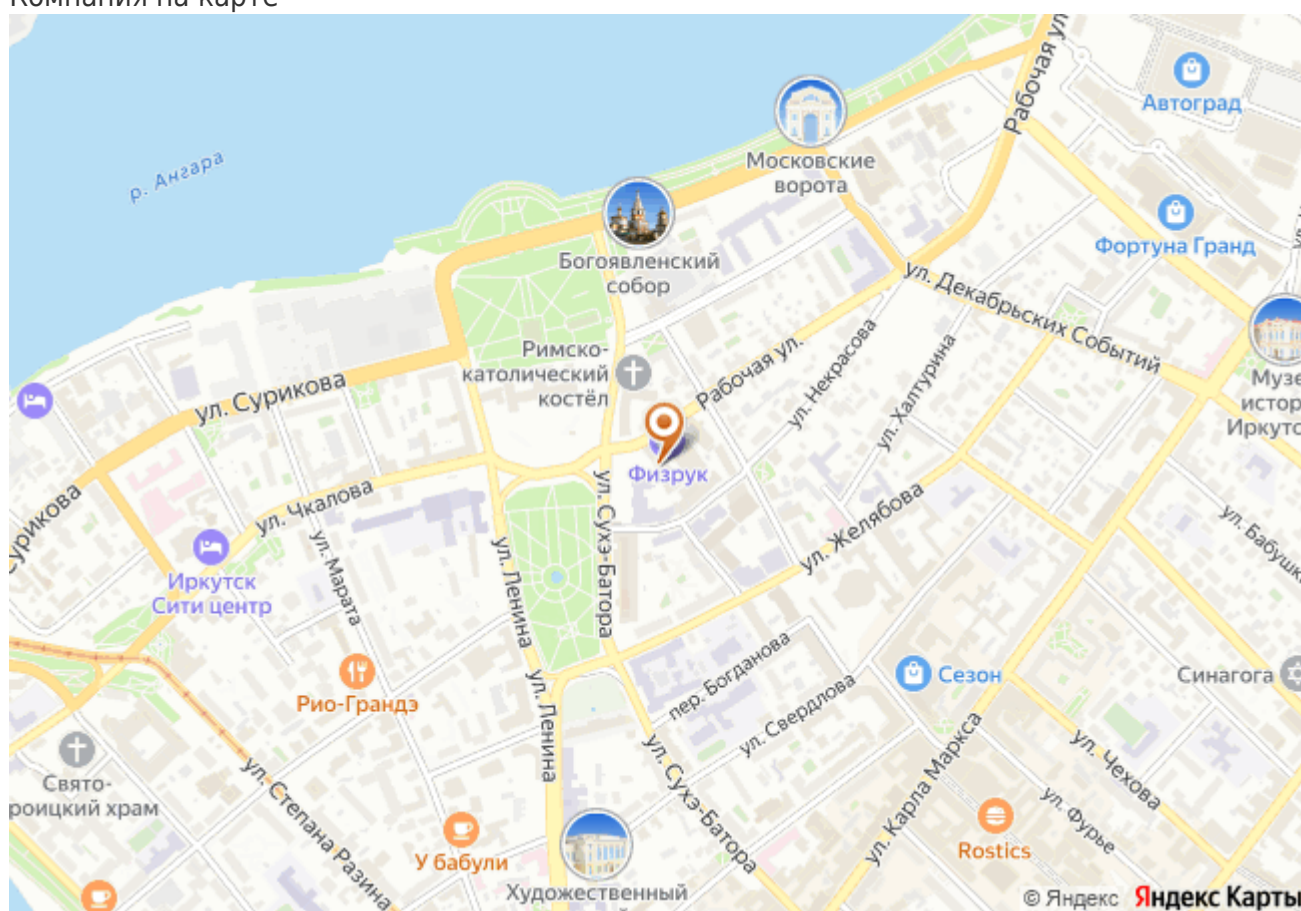 Компания на карте
Рабочая ул.
Автоград
р. Ангара
Московские
ворота
Фортуна Гранд
Богоявленский
собор
ул. Декабрьских Событий
Римско-
католический
костёл
Рабочая ул.
ул. Некрасова
ул. Халтурина
ул. Сурикова
Физрук
ул. Чкалова
ул. Желябова
ул. Марата
Иркутск
Сити центр
ул. Ленина
ул. Сухэ-Батора
пер. Богданова
Сезон
Синагога
Рио-Грандэ
ул. Ленина
ул. Свердлова
ул. Сухэ-Батора
ул. Карла Маркса
ул. Чехова
ул. Фурье
Свято-
роицкий храм
ул. Степана Разина
У бабули
Rostics
Художественный
© Яндекс Яндекс Карты